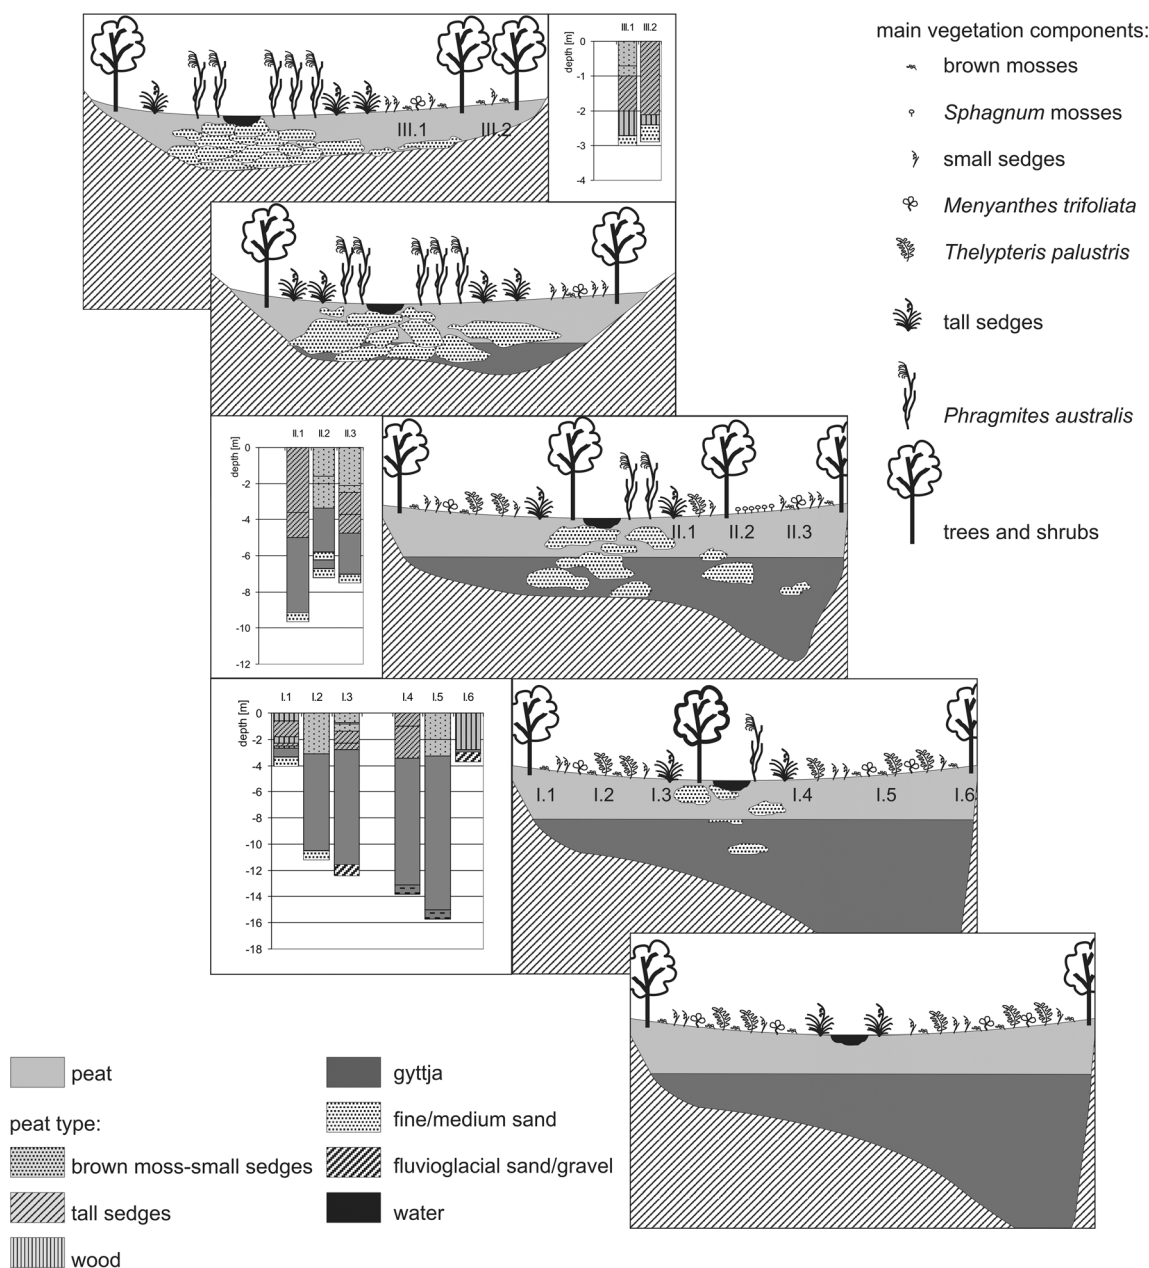 main vegetation components:
brown mosses
Sphagnum mosses
small sedges
Menyanthes trifoliata
Thelypteris palustris
tall sedges
Phragmites australis
trees and shrubs
III.1
III.2
III.1 III.2
depth [m]
0
-1
-2
-3
-4
II.1 II.2 II.3
depth [m]
0
-2
-4
-6
-8
-10
-12
II.1
II.2
II.3
I.1 I.2 I.3 I.4 I.5 I.6
depth [m]
0
-2
-4
-6
-8
-10
-12
-14
-16
-18
I.1
I.2
I.3
I.4
I.5
I.6
peat
peat type:
brown moss-small sedges
tall sedges
wood
gyttja
fine/medium sand
fluvioglacial sand/gravel
water